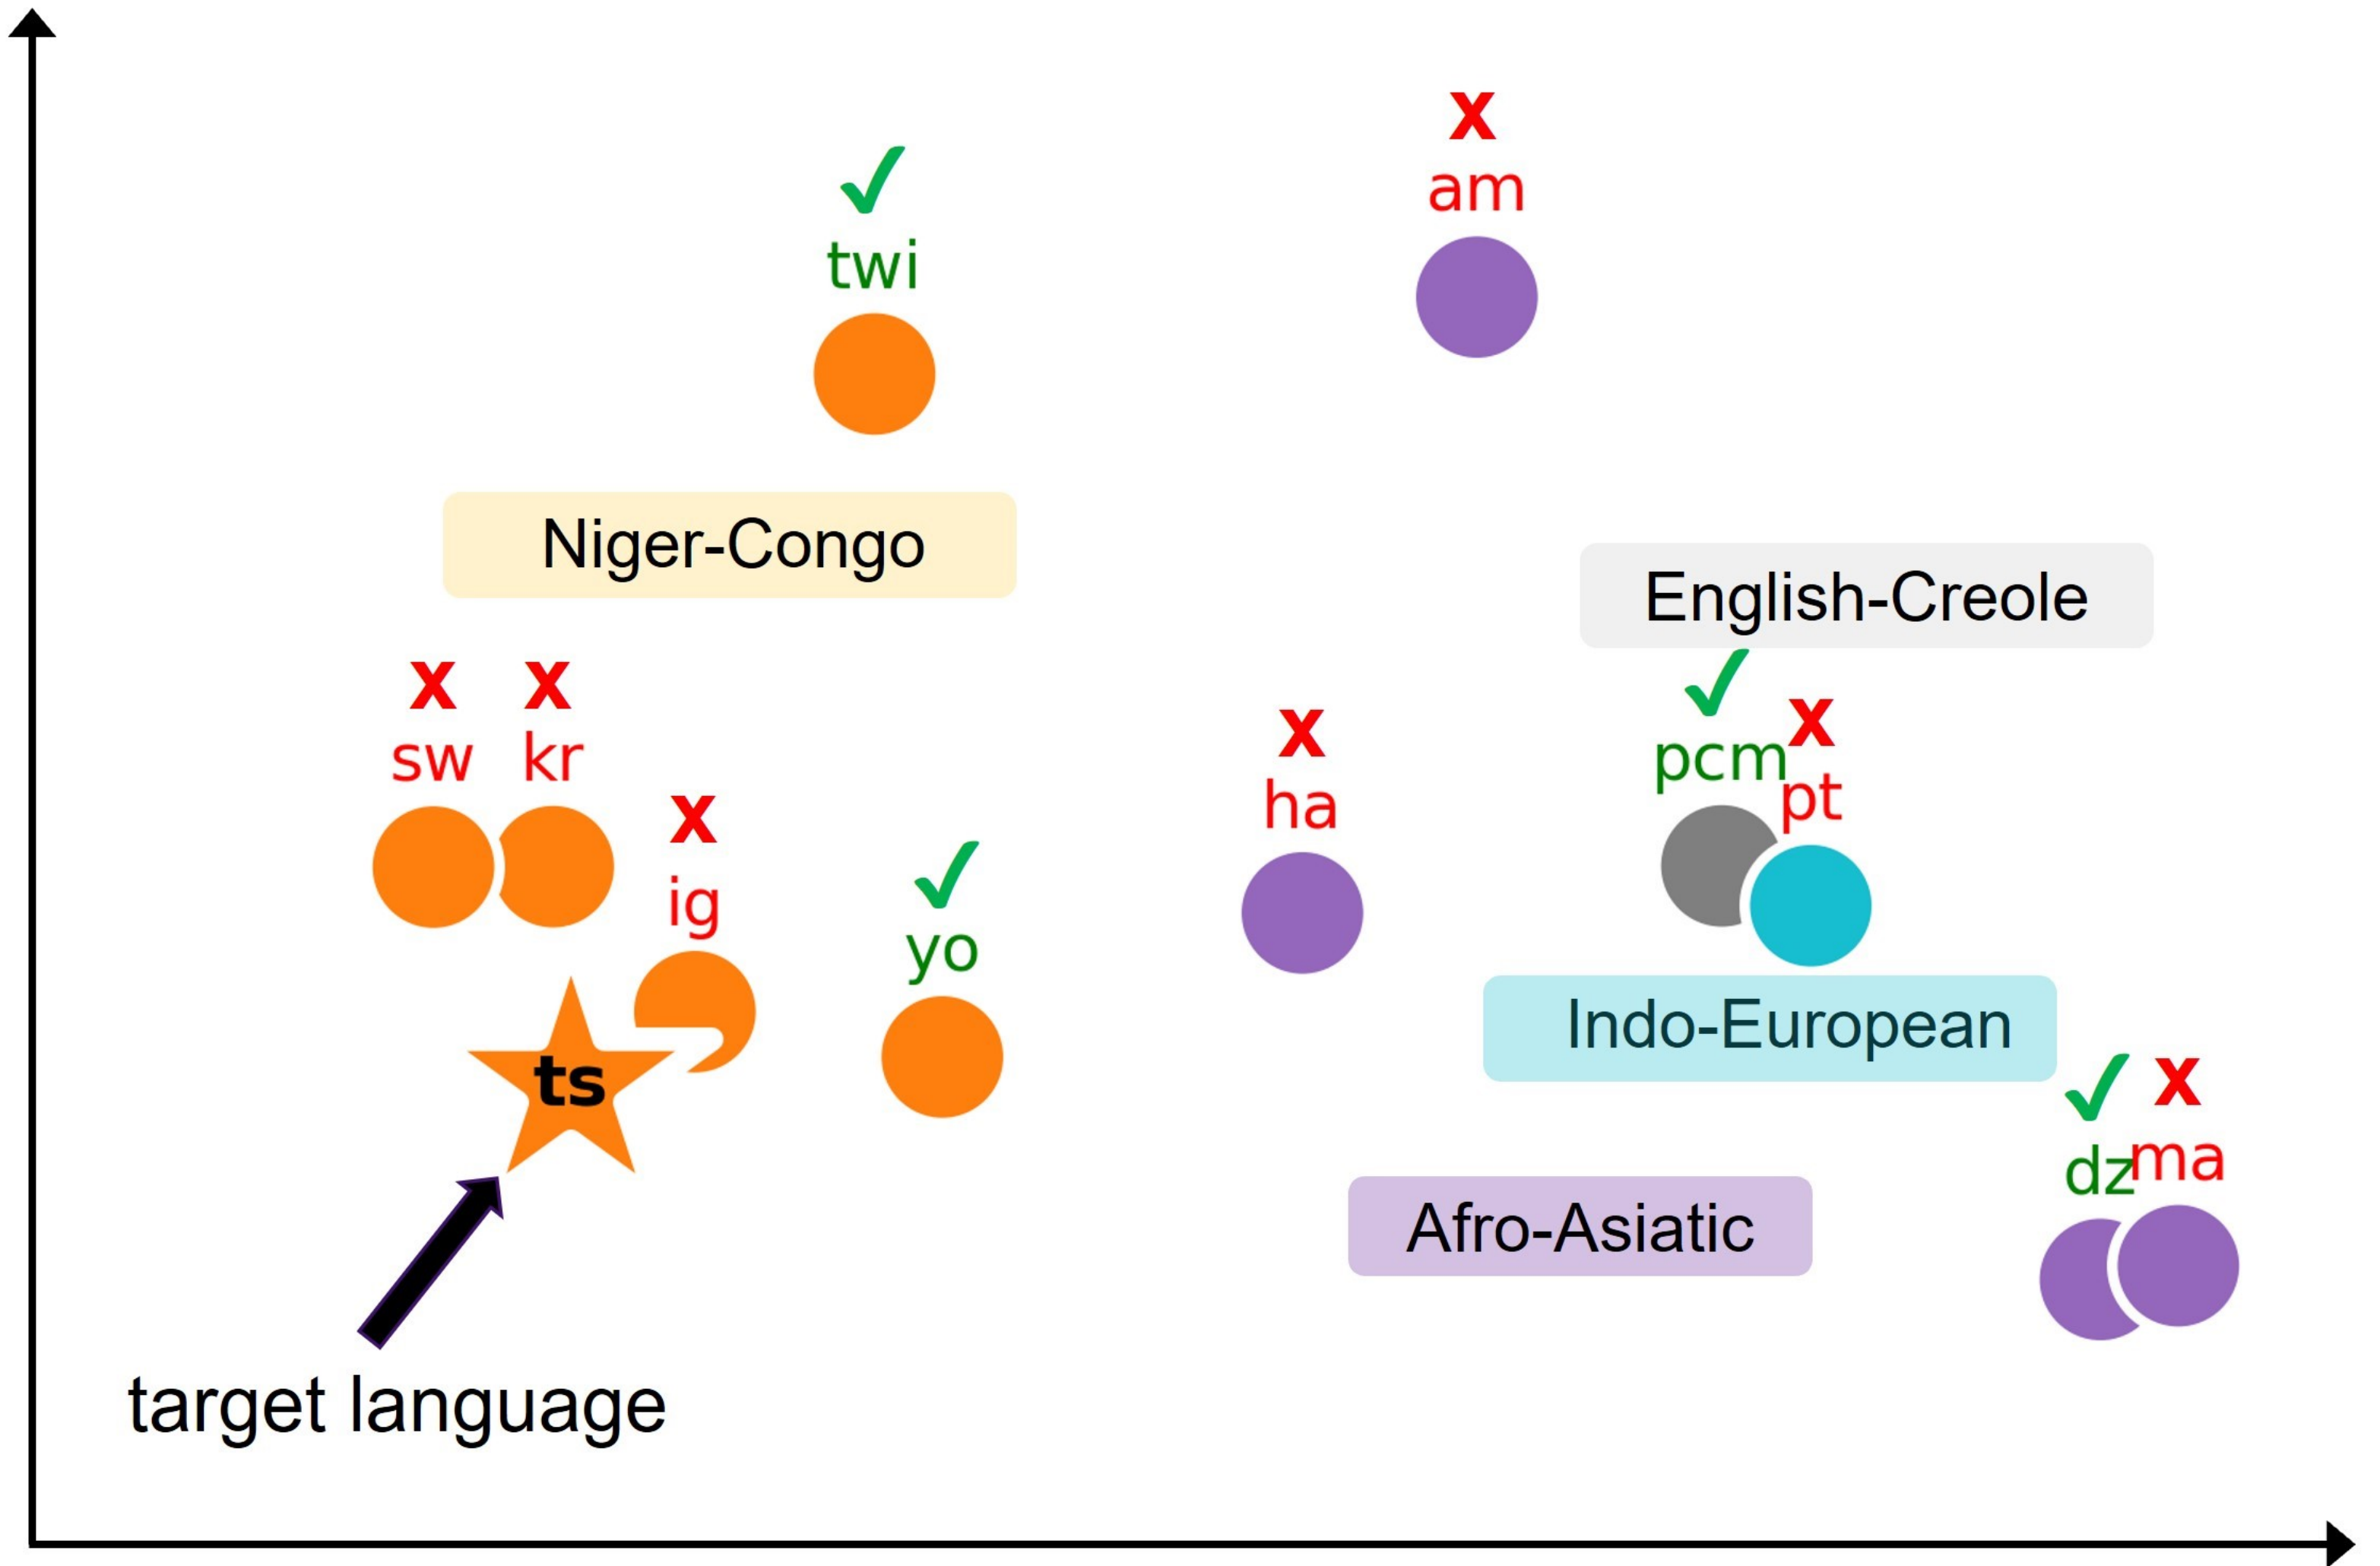 x
am
✓
twi
Niger-Congo
English-Creole
x
sw
x
kr
x
ha
✓
pcm
x
pt
x
ig
✓
yo
ts
Indo-European
✓
dz
x
ma
Afro-Asiatic
target language